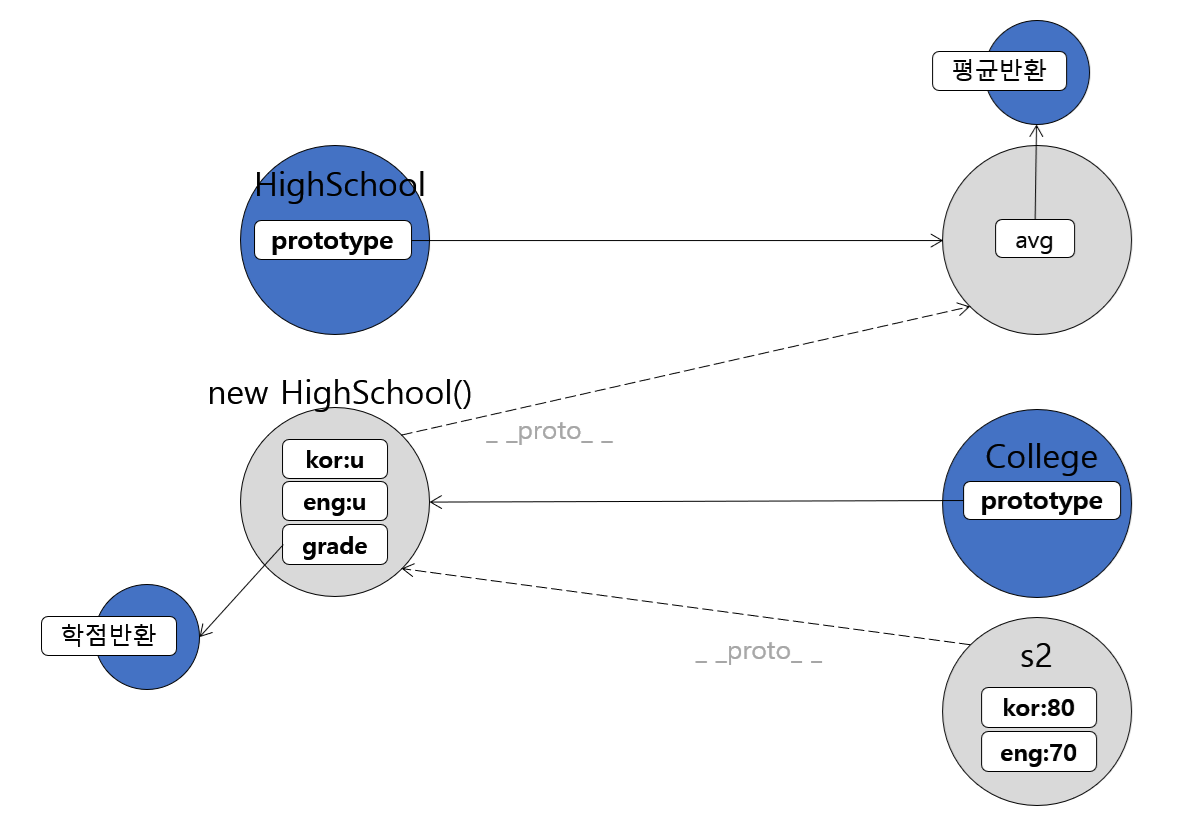 평균반환
HighSchool
prototype
avg
new HighSchool()
_ _proto_ _
kor:u
eng:u
grade
College
prototype
학점반환
_ _proto_ _
s2
kor:80
eng:70